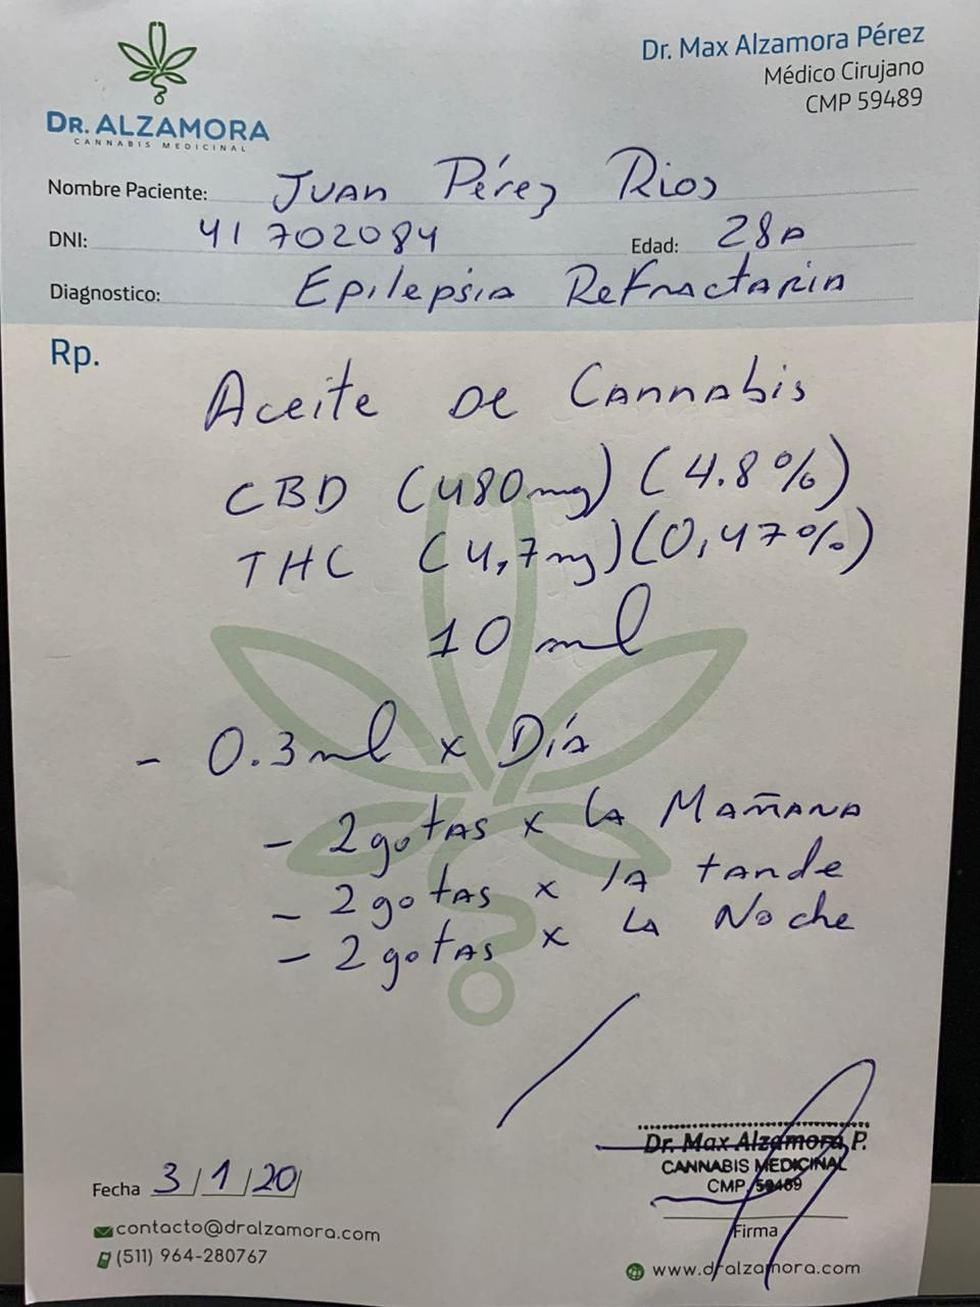 DR. ALZAMORA
CANNABIS MEDICINAL
Dr. Max Alzamora Pérez
Médico Cirujano
CMP 59489
Nombre Paciente: Juan Pérez Rios
DNI: 41702084 Edad: 28A
Diagnostico: Epilepsia Refractaria
Rp.
Aceite de Cannabis
CBD (480mg) (4.8%)
THC (4,7mg) (0,47%)
10 ml
- 0.3ml x Día
- 2 gotas x la Mañana
- 2 gotas x la tarde
- 2 gotas x La Noche
Dr. Max Alzamora P.
CANNABIS MEDICINAL
CMP 59489
Firma
Fecha 3/1/20
contacto@dralzamora.com
(511) 964-280767
www.dralzamora.com